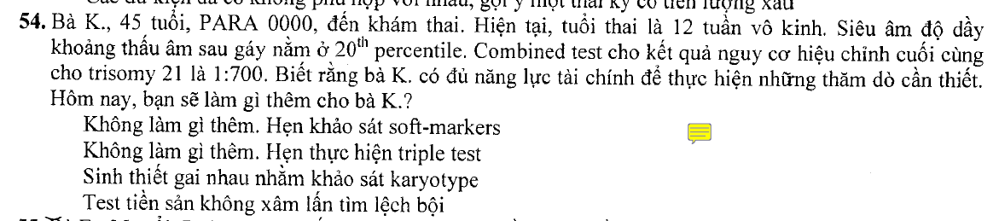 Các dữ kiện đã có không phù hợp với nhau, gợi ý một thai kỳ có tiên lượng xấu
54. Bà K., 45 tuổi, PARA 0000, đến khám thai. Hiện tại, tuổi thai là 12 tuần vô kinh. Siêu âm độ dầy
khoảng thấu âm sau gáy nằm ở 20th percentile. Combined test cho kết quả nguy cơ hiệu chỉnh cuối cùng
cho trisomy 21 là 1:700. Biết rằng bà K. có đủ năng lực tài chính để thực hiện những thăm dò cần thiết.
Hôm nay, bạn sẽ làm gì thêm cho bà K.?
Không làm gì thêm. Hẹn khảo sát soft-markers
Không làm gì thêm. Hẹn thực hiện triple test
Sinh thiết gai nhau nhằm khảo sát karyotype
Test tiền sản không xâm lấn tìm lệch bội